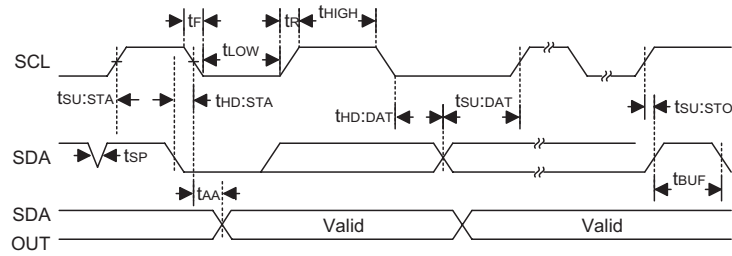 tF tR tHIGH
SCL tLOW
tSU:STA tHD:STA tHD:DAT tSU:DAT tSU:STO
SDA tSP tBUF
tAA
SDA
OUT Valid Valid